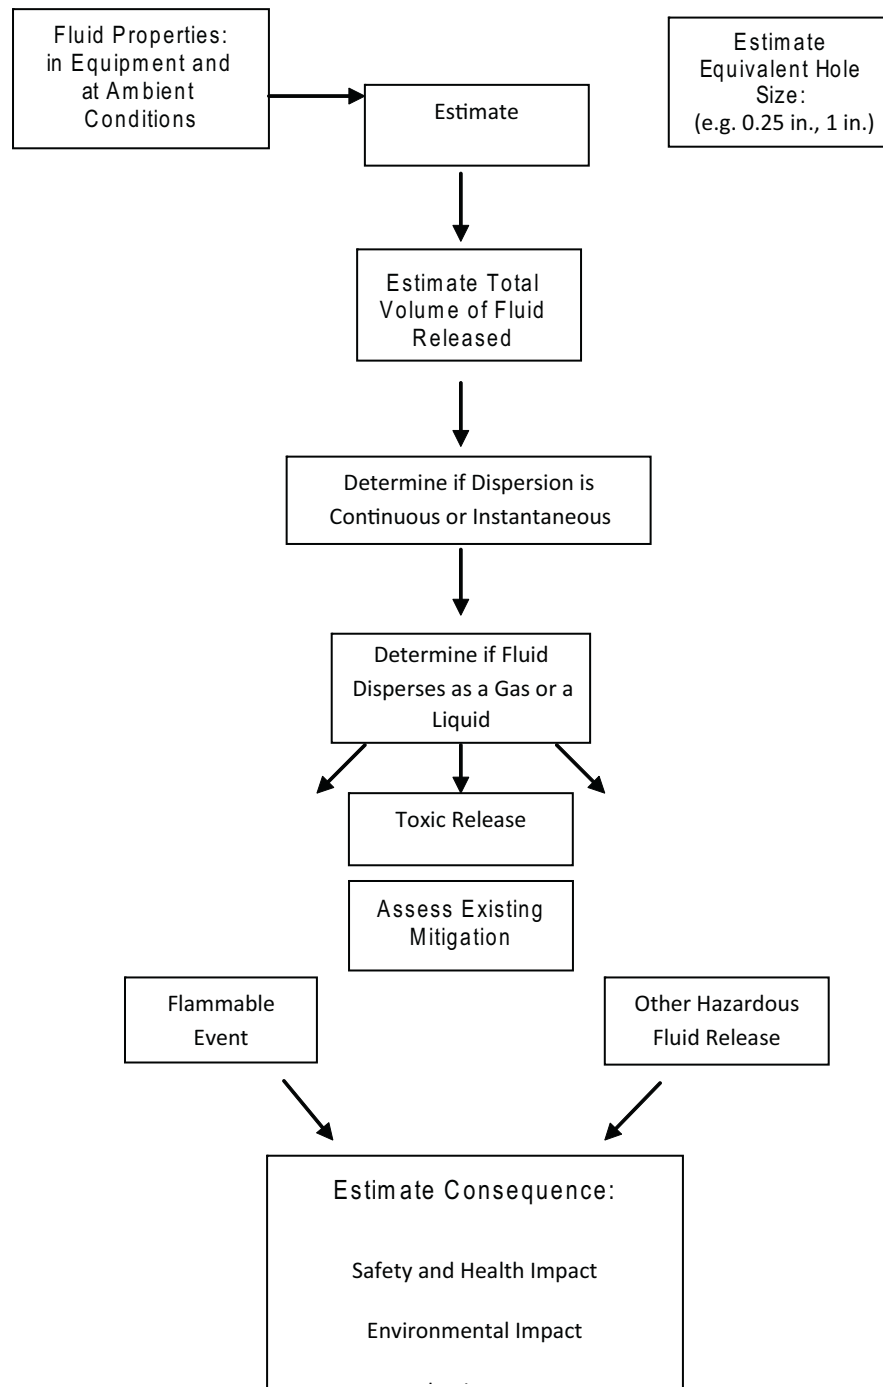 Fluid Properties:
in Equipment and
at Ambient
Conditions
Estimate
Equivalent Hole
Size:
(e.g. 0.25 in., 1 in.)
Estimate
Estimate Total
Volume of Fluid
Released
Determine if Dispersion is
Continuous or Instantaneous
Determine if Fluid
Disperses as a Gas or a
Liquid
Toxic Release
Assess Existing
Mitigation
Flammable
Event
Other Hazardous
Fluid Release
Estimate Consequence:
Safety and Health Impact
Environmental Impact